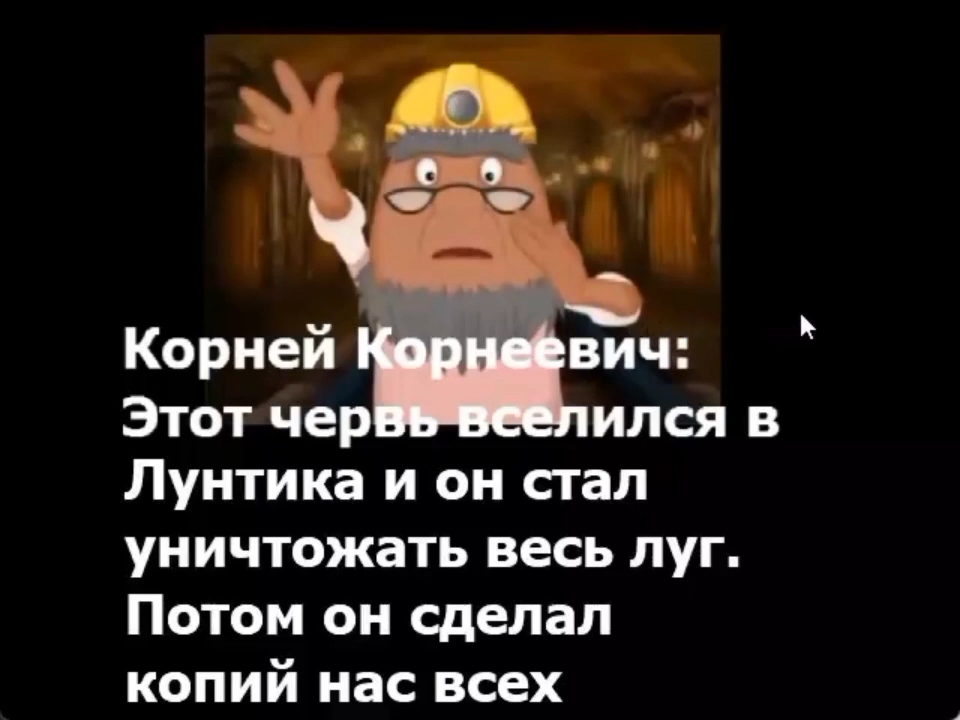 Корней Корнеевич:
Этот червь вселился в
Лунтика и он стал
уничтожать весь луг.
Потом он сделал
копий нас всех